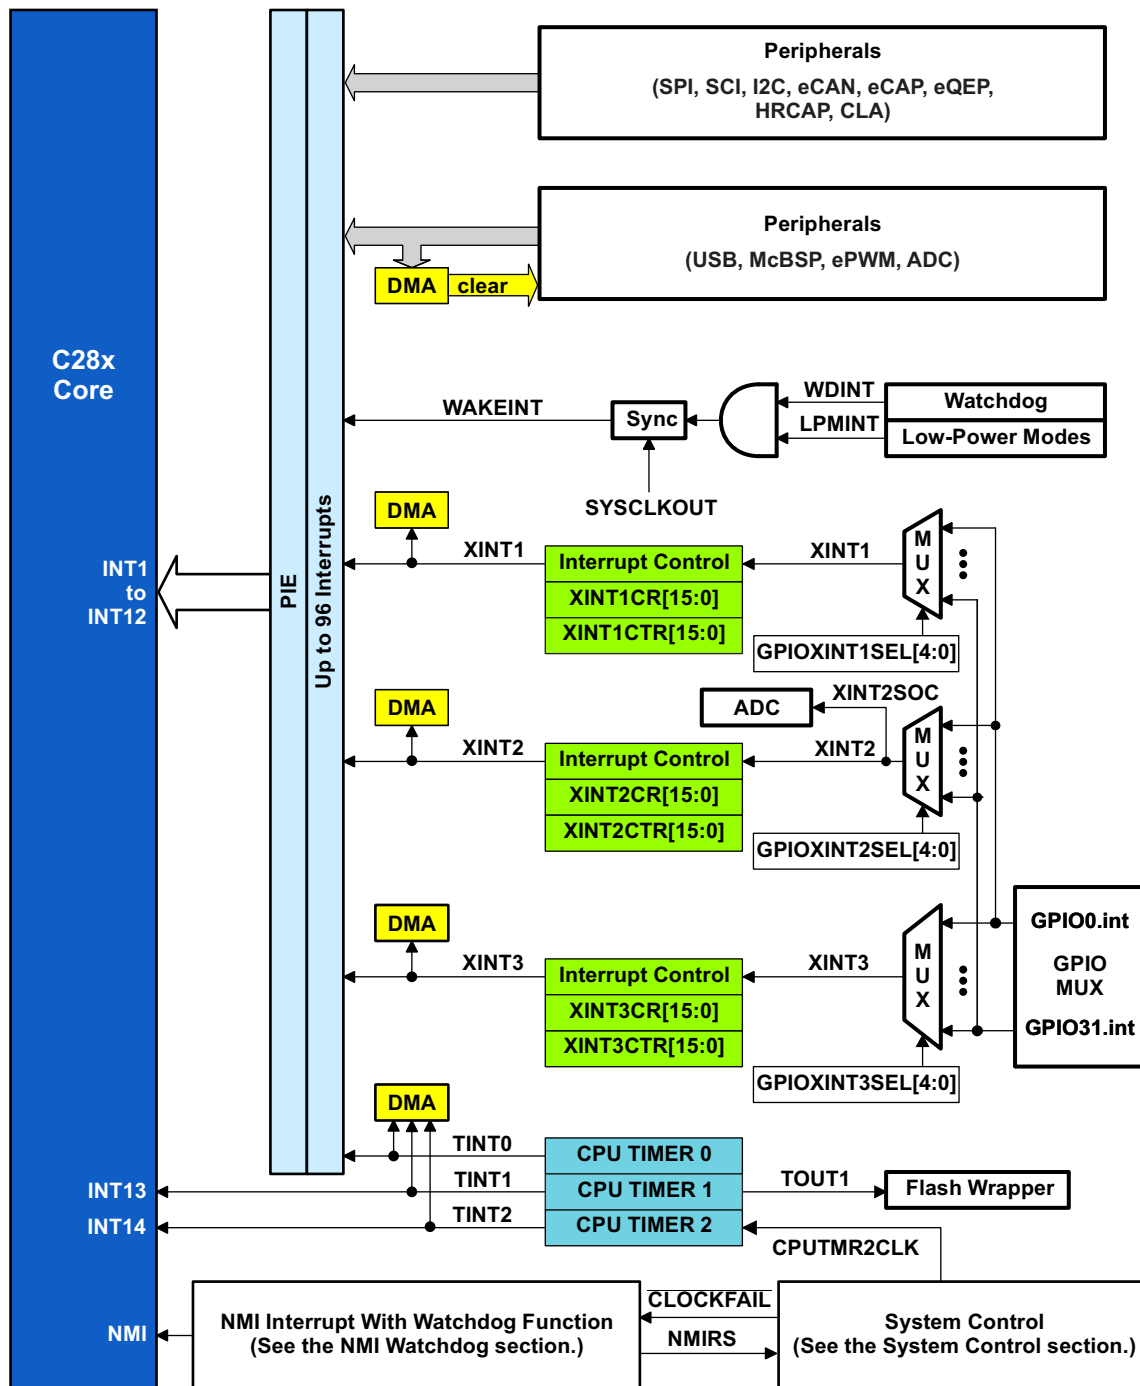 Peripherals
(SPI, SCI, I2C, eCAN, eCAP, eQEP,
HRCAP, CLA)
Peripherals
(USB, McBSP, ePWM, ADC)
DMA
clear
C28x
Core
WDINT
Watchdog
WAKEINT
Sync
LPMINT
Low-Power Modes
SYSCLKOUT
DMA
XINT1
Interrupt Control
XINT1
MUX
XINT1CR[15:0]
XINT1CTR[15:0]
GPIOXINT1SEL[4:0]
INT1
to
INT12
PIE
Up to 96 Interrupts
DMA
ADC
XINT2SOC
XINT2
Interrupt Control
XINT2
MUX
XINT2CR[15:0]
XINT2CTR[15:0]
GPIOXINT2SEL[4:0]
DMA
XINT3
Interrupt Control
XINT3
MUX
XINT3CR[15:0]
XINT3CTR[15:0]
GPIOXINT3SEL[4:0]
GPIO0.int
GPIO
MUX
GPIO31.int
DMA
TINT0
CPU TIMER 0
INT13
TINT1
CPU TIMER 1
TOUT1
Flash Wrapper
INT14
TINT2
CPU TIMER 2
CPUTMR2CLK
NMI
NMI Interrupt With Watchdog Function
(See the NMI Watchdog section.)
CLOCKFAIL
NMIRS
System Control
(See the System Control section.)